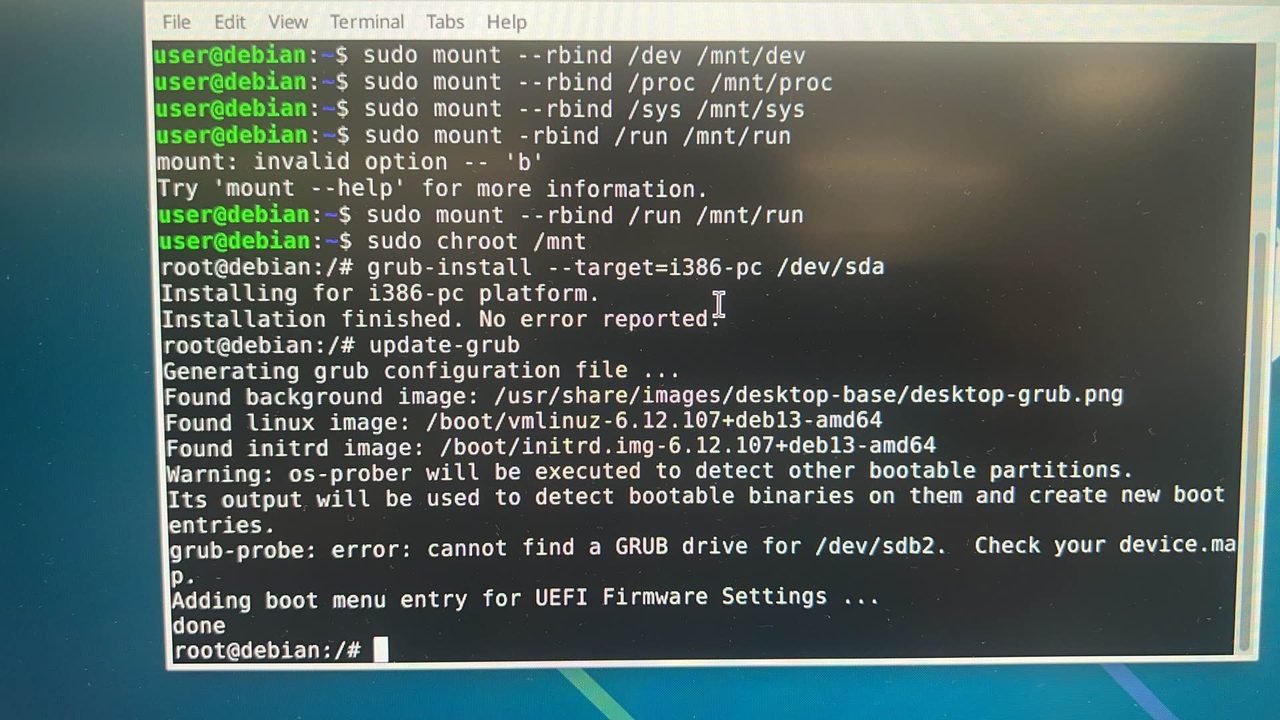 File Edit View Terminal Tabs Help
user@debian:~$ sudo mount --rbind /dev /mnt/dev
user@debian:~$ sudo mount --rbind /proc /mnt/proc
user@debian:~$ sudo mount --rbind /sys /mnt/sys
user@debian:~$ sudo mount -rbind /run /mnt/run
mount: invalid option -- 'b'
Try 'mount --help' for more information.
user@debian:~$ sudo mount --rbind /run /mnt/run
user@debian:~$ sudo chroot /mnt
root@debian:/# grub-install --target=i386-pc /dev/sda
Installing for i386-pc platform.
Installation finished. No error reported.
root@debian:/# update-grub
Generating grub configuration file ...
Found background image: /usr/share/images/desktop-base/desktop-grub.png
Found linux image: /boot/vmlinuz-6.12.107+deb13-amd64
Found initrd image: /boot/initrd.img-6.12.107+deb13-amd64
Warning: os-prober will be executed to detect other bootable partitions.
Its output will be used to detect bootable binaries on them and create new boot
entries.
grub-probe: error: cannot find a GRUB drive for /dev/sdb2.  Check your device.ma
p.
Adding boot menu entry for UEFI Firmware Settings ...
done
root@debian:/#